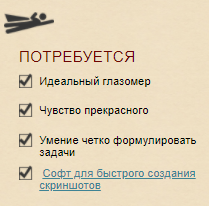 ПОТРЕБУЕТСЯ
Идеальный глазомер
Чувство прекрасного
Умение четко формулировать
задачи
Софт для быстрого создания
скриншотов